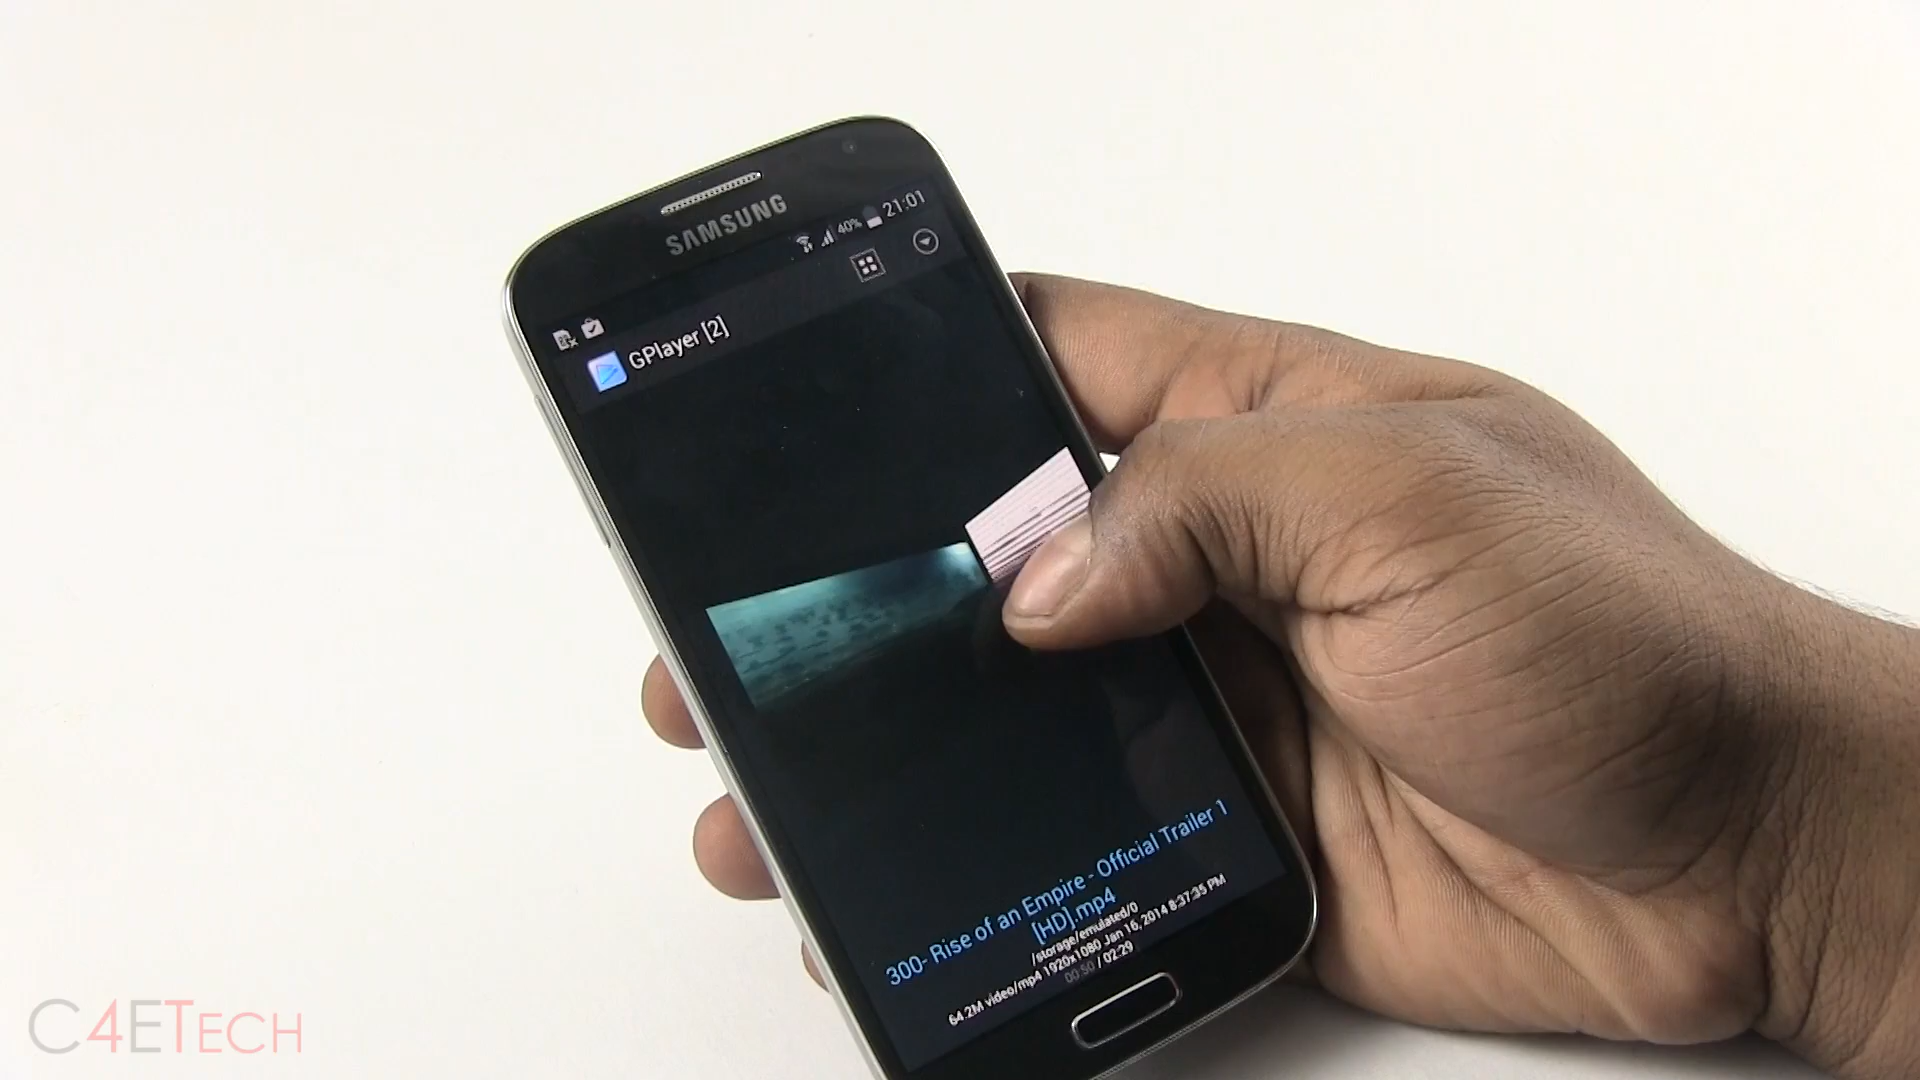 SAMSUNG
40% 21:01
GPlayer [2]
300- Rise of an Empire - Official Trailer 1
[HD].mp4
/storage/emulated/0
64.2M video/mp4 1920x1080 Jan 16, 2014 8:37:35 PM
00:50 / 02:29
C4ETECH